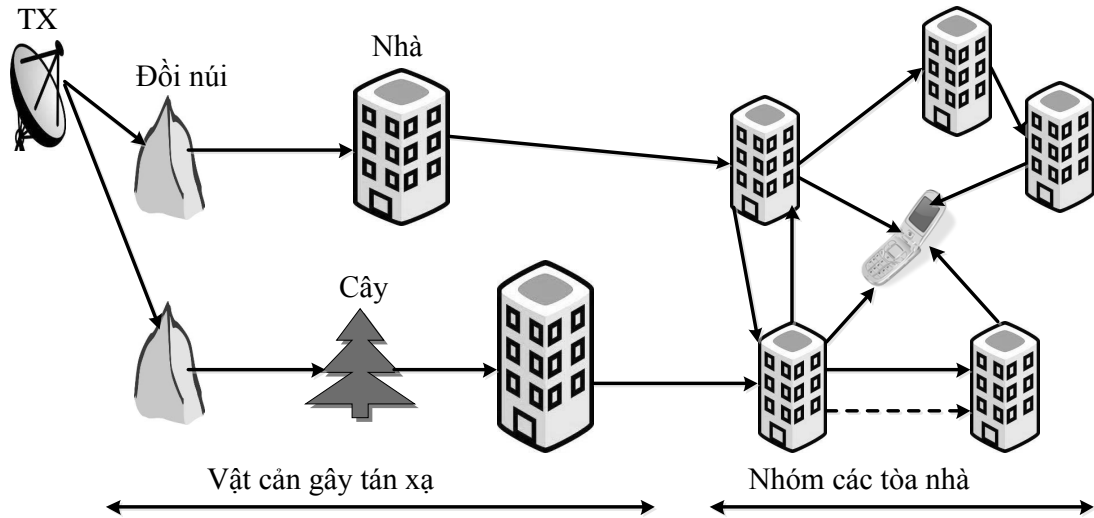 TX
Đồi núi
Nhà
Cây
Vật cản gây tán xạ
Nhóm các tòa nhà